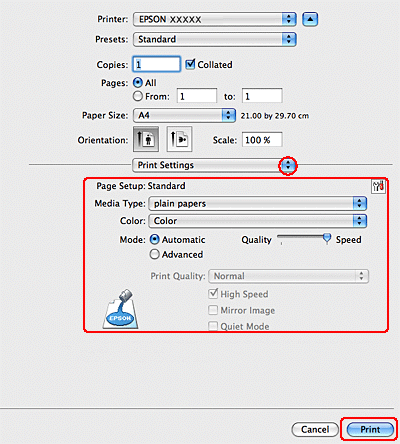 Printer: EPSON XXXXX
Presets: Standard
Copies: 1 Collated
Pages: All
From: 1 to: 1
Paper Size: A4 21.00 by 29.70 cm
Orientation: Scale: 100 %
Print Settings
Page Setup: Standard
Media Type: plain papers
Color: Color
Mode: Automatic Quality Speed
Advanced
Print Quality: Normal
High Speed
Mirror Image
Quiet Mode
EPSON
Cancel Print